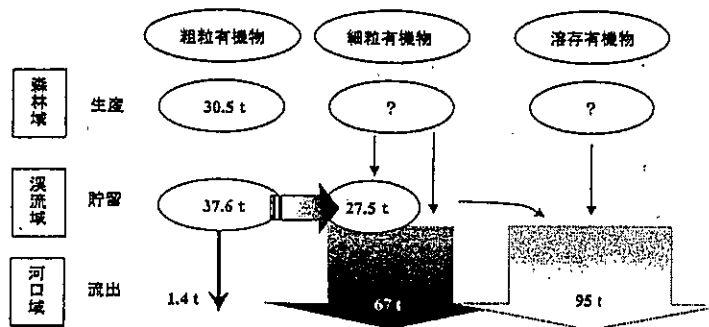 粗粒有機物 細粒有機物 溶存有機物
森林域 生産 30.5 t ? ?
渓流域 貯留 37.6 t 27.5 t
河口域 流出 1.4 t 67 t 95 t